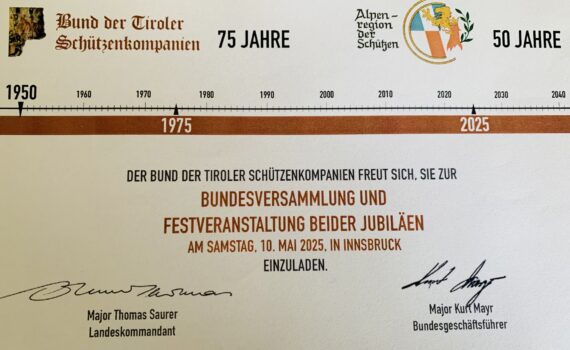 Bund der Tiroler
Schützenkompanien
75 JAHRE
Alpen-
region
der
Schützen
50 JAHRE
1950
1960
1970
1980
1990
2000
2010
2020
2030
2040
1975
2025
DER BUND DER TIROLER SCHÜTZENKOMPANIEN FREUT SICH, SIE ZUR
BUNDESVERSAMMLUNG UND
FESTVERANSTALTUNG BEIDER JUBILÄEN
AM SAMSTAG, 10. MAI 2025, IN INNSBRUCK
EINZULADEN.
Major Thomas Saurer
Landeskommandant
Major Kurt Mayr
Bundesgeschäftsführer